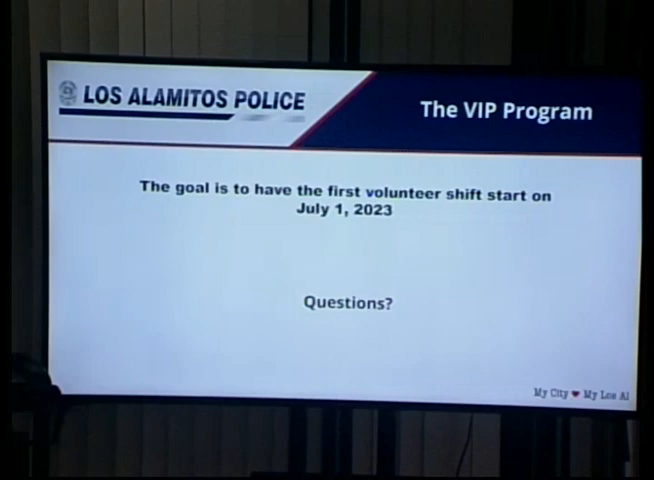 LOS ALAMITOS POLICE
The VIP Program
The goal is to have the first volunteer shift start on
July 1, 2023
Questions?
My City ♥ My Los Al